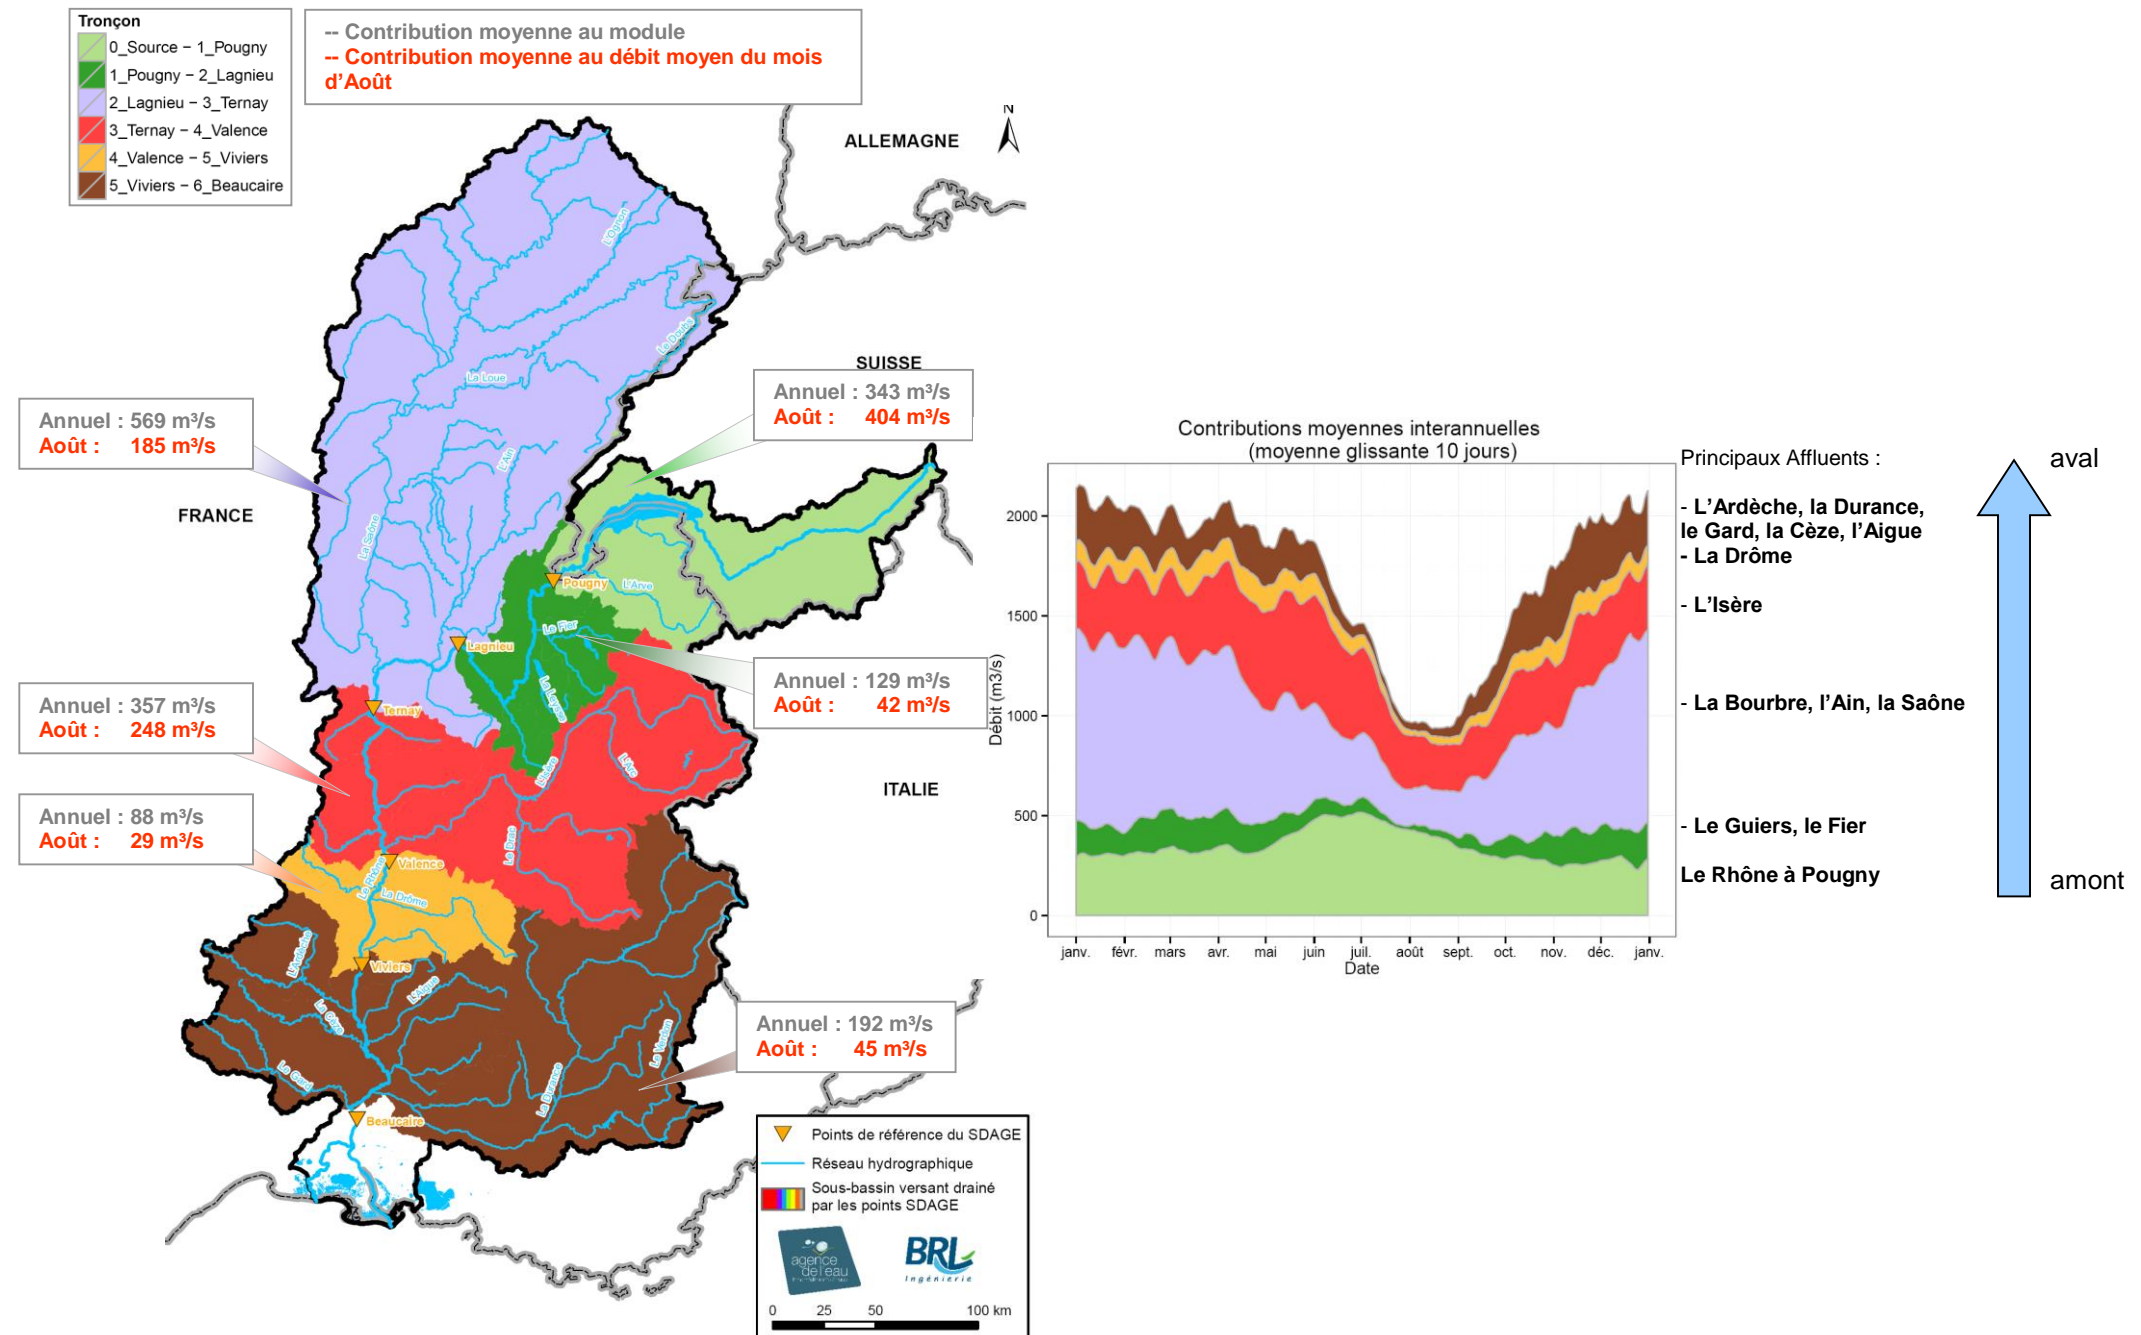 Tronçon
0_Source – 1_Pougny
1_Pougny – 2_Lagnieu
2_Lagnieu – 3_Ternay
3_Ternay – 4_Valence
4_Valence – 5_Viviers
5_Viviers – 6_Beaucaire
-- Contribution moyenne au module
-- Contribution moyenne au débit moyen du mois
d'Août
N
ALLEMAGNE
L'Ognon
Le Doubs
SUISSE
La Loue
Annuel : 343 m³/s
Août : 404 m³/s
Annuel : 569 m³/s
Août : 185 m³/s
L'Ain
FRANCE
La Saône
Pougny
L'Arve
Le Fier
Lagnieu
Annuel : 129 m³/s
Août : 42 m³/s
La Leysse
Annuel : 357 m³/s
Août : 248 m³/s
Ternay
L'Isère
L'Arc
ITALIE
Annuel : 88 m³/s
Août : 29 m³/s
Le Drac
Valence
Le Rhône
La Drôme
L'Ardèche
Viviers
L'Aigue
La Cèze
Annuel : 192 m³/s
Août : 45 m³/s
Le Verdon
Le Gard
La Durance
Beaucaire
Points de référence du SDAGE
Réseau hydrographique
Sous-bassin versant drainé
par les points SDAGE
agence
de l'eau
BRL
Ingénierie
0 25 50 100 km
Contributions moyennes interannuelles
(moyenne glissante 10 jours)
Débit (m3/s)
2000
1500
1000
500
0
janv. févr. mars avr. mai juin juil. août sept. oct. nov. déc. janv.
Date
Principaux Affluents :
- L'Ardèche, la Durance,
le Gard, la Cèze, l'Aigue
- La Drôme
- L'Isère
- La Bourbre, l'Ain, la Saône
- Le Guiers, le Fier
Le Rhône à Pougny
aval
amont